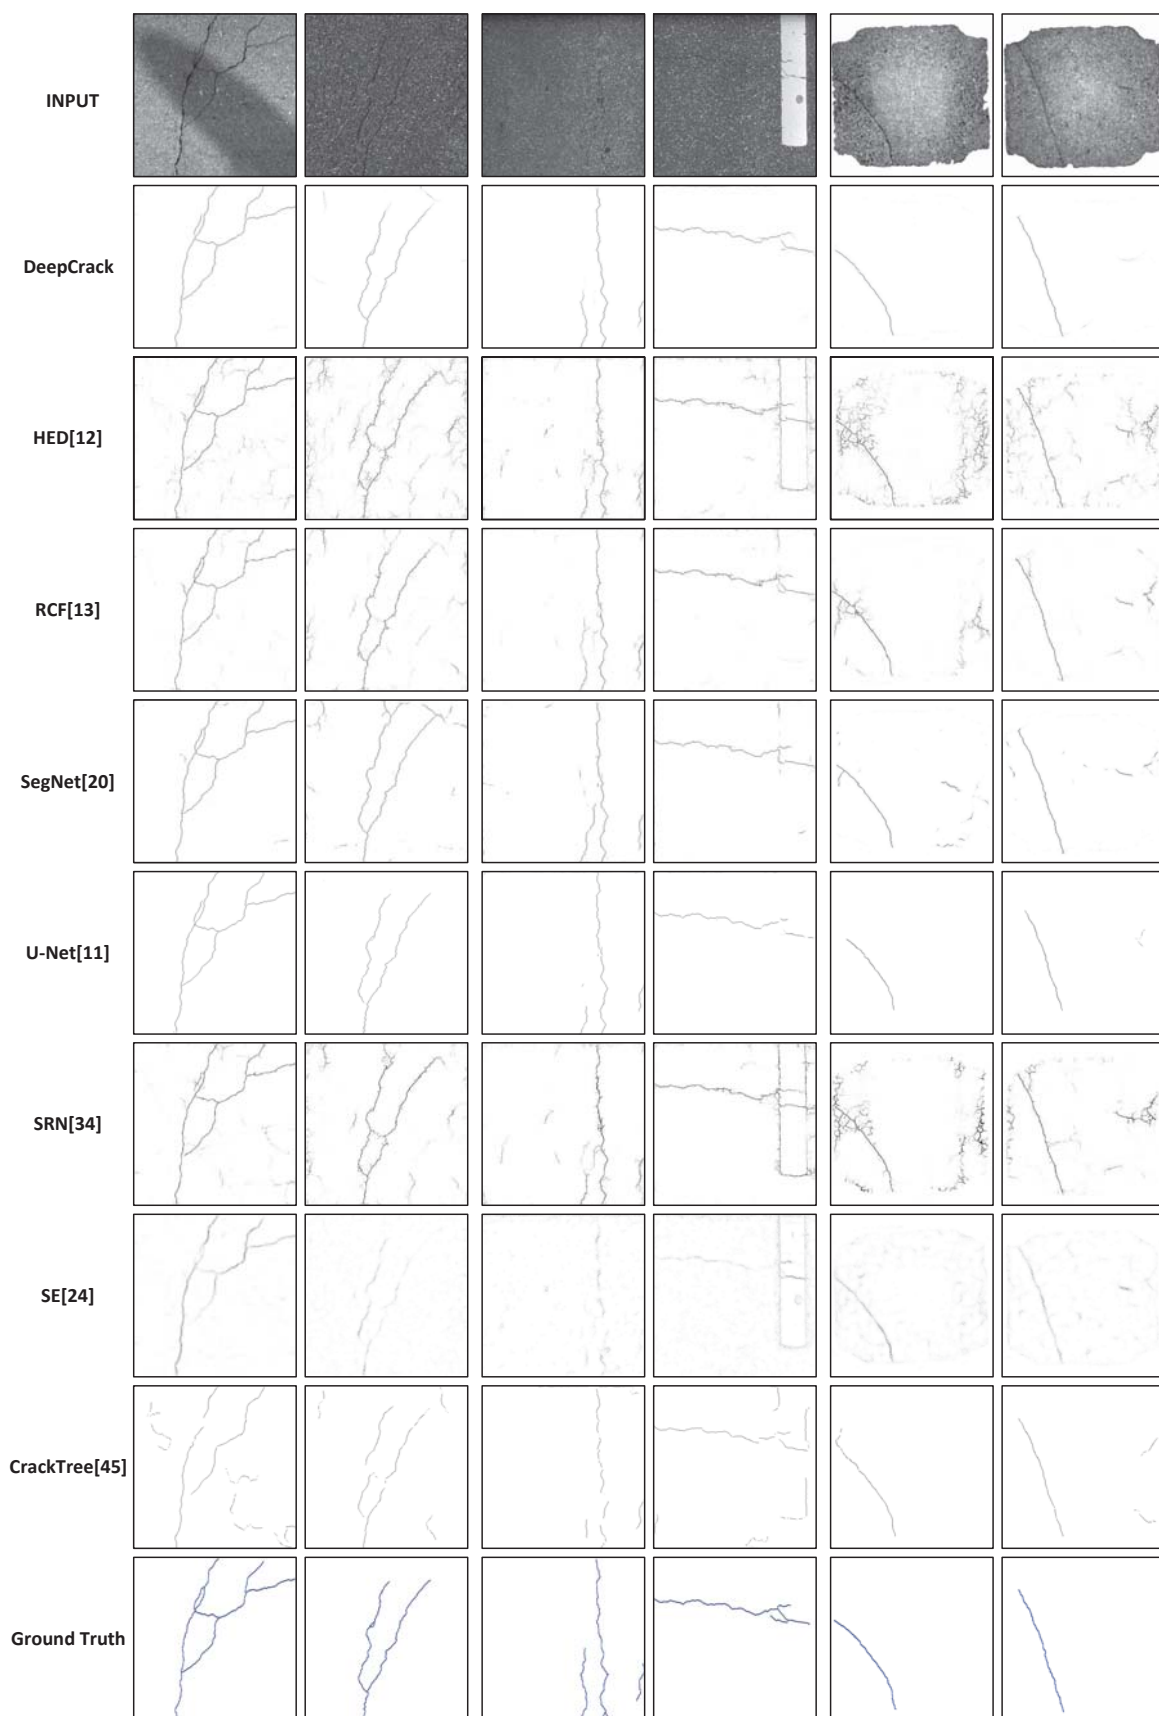 INPUT
DeepCrack
HED[12]
RCF[13]
SegNet[20]
U-Net[11]
SRN[34]
SE[24]
CrackTree[45]
Ground Truth